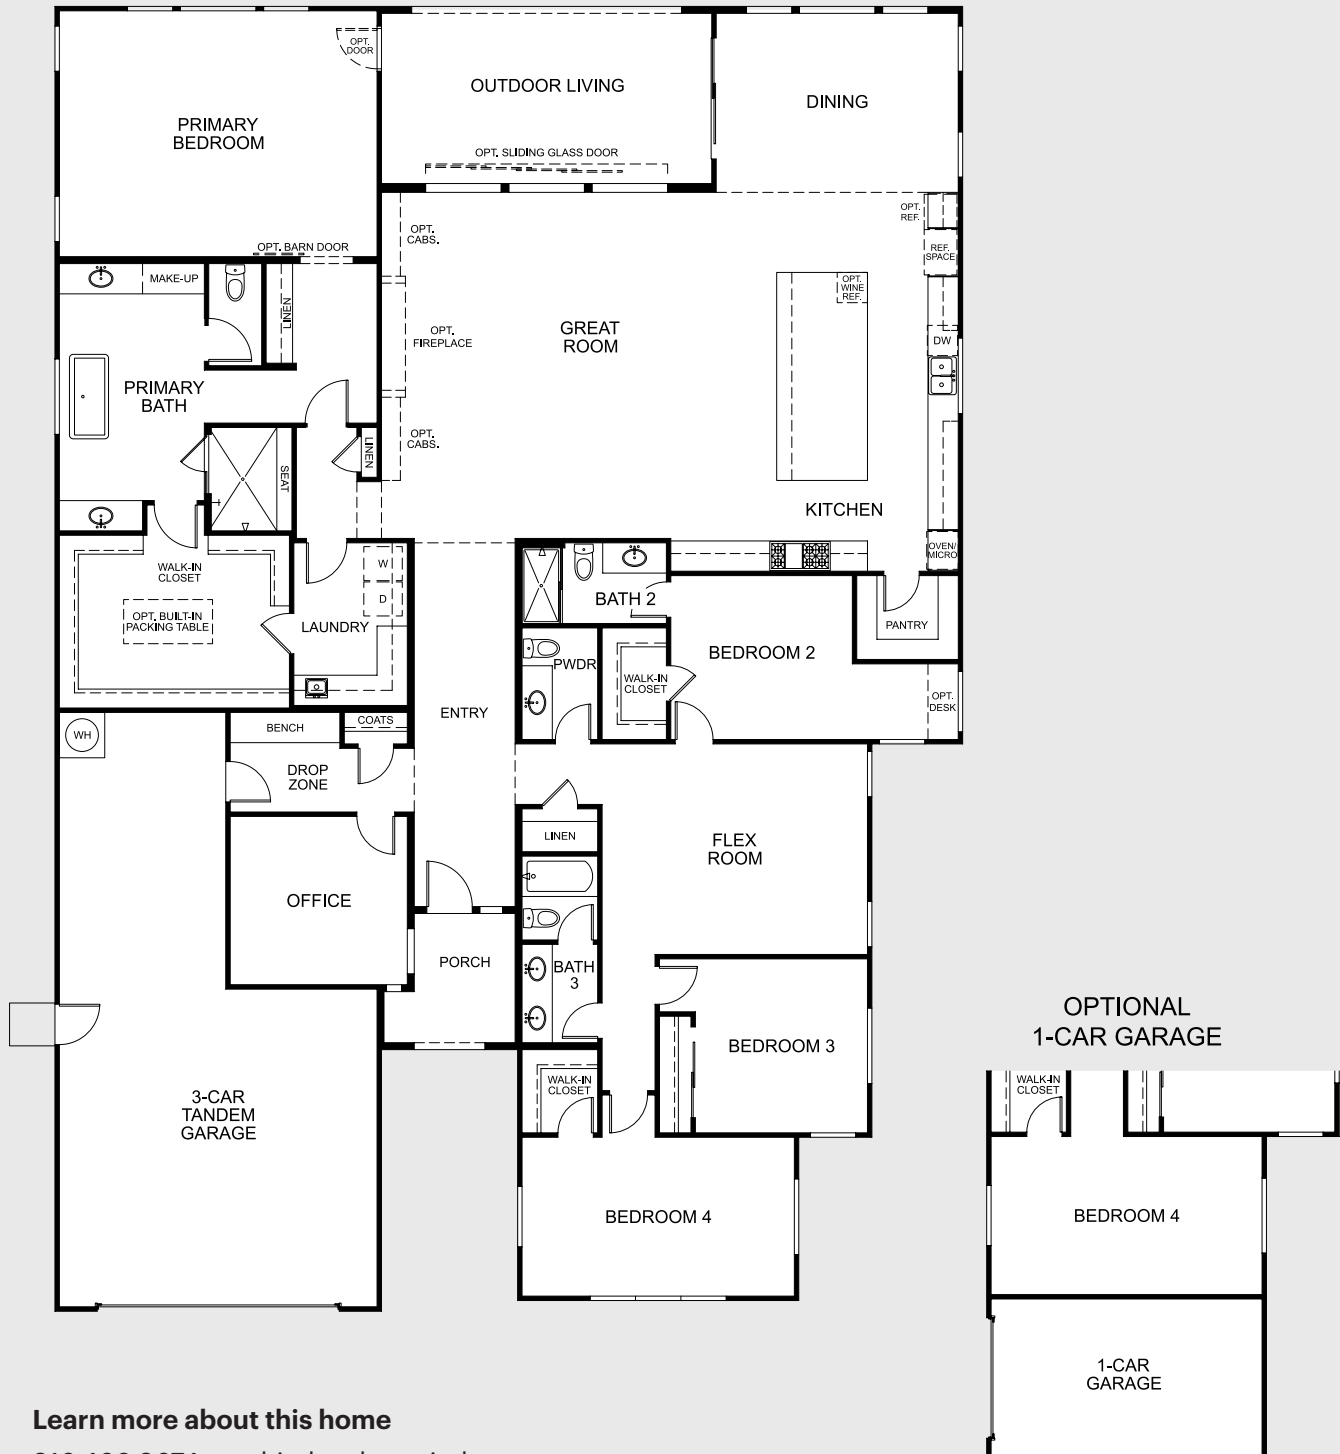 OPT.
DOOR
OUTDOOR LIVING
DINING
PRIMARY
BEDROOM
OPT. SLIDING GLASS DOOR
OPT. BARN DOOR
OPT.
CABS.
OPT.
REF.
REF.
SPACE
MAKE-UP
LINEN
OPT.
WINE
REF.
OPT.
FIREPLACE
GREAT
ROOM
DW
PRIMARY
BATH
OPT.
CABS.
LINEN
SEAT
KITCHEN
OVEN/
MICRO
WALK-IN
CLOSET
OPT. BUILT-IN
PACKING TABLE
W
D
LAUNDRY
BATH 2
PANTRY
PWDR
WALK-IN
CLOSET
BEDROOM 2
OPT.
DESK
ENTRY
WH
BENCH
COATS
DROP
ZONE
LINEN
FLEX
ROOM
OFFICE
PORCH
BATH
3
BEDROOM 3
WALK-IN
CLOSET
3-CAR
TANDEM
GARAGE
BEDROOM 4
OPTIONAL
1-CAR GARAGE
WALK-IN
CLOSET
BEDROOM 4
1-CAR
GARAGE
Learn more about this home